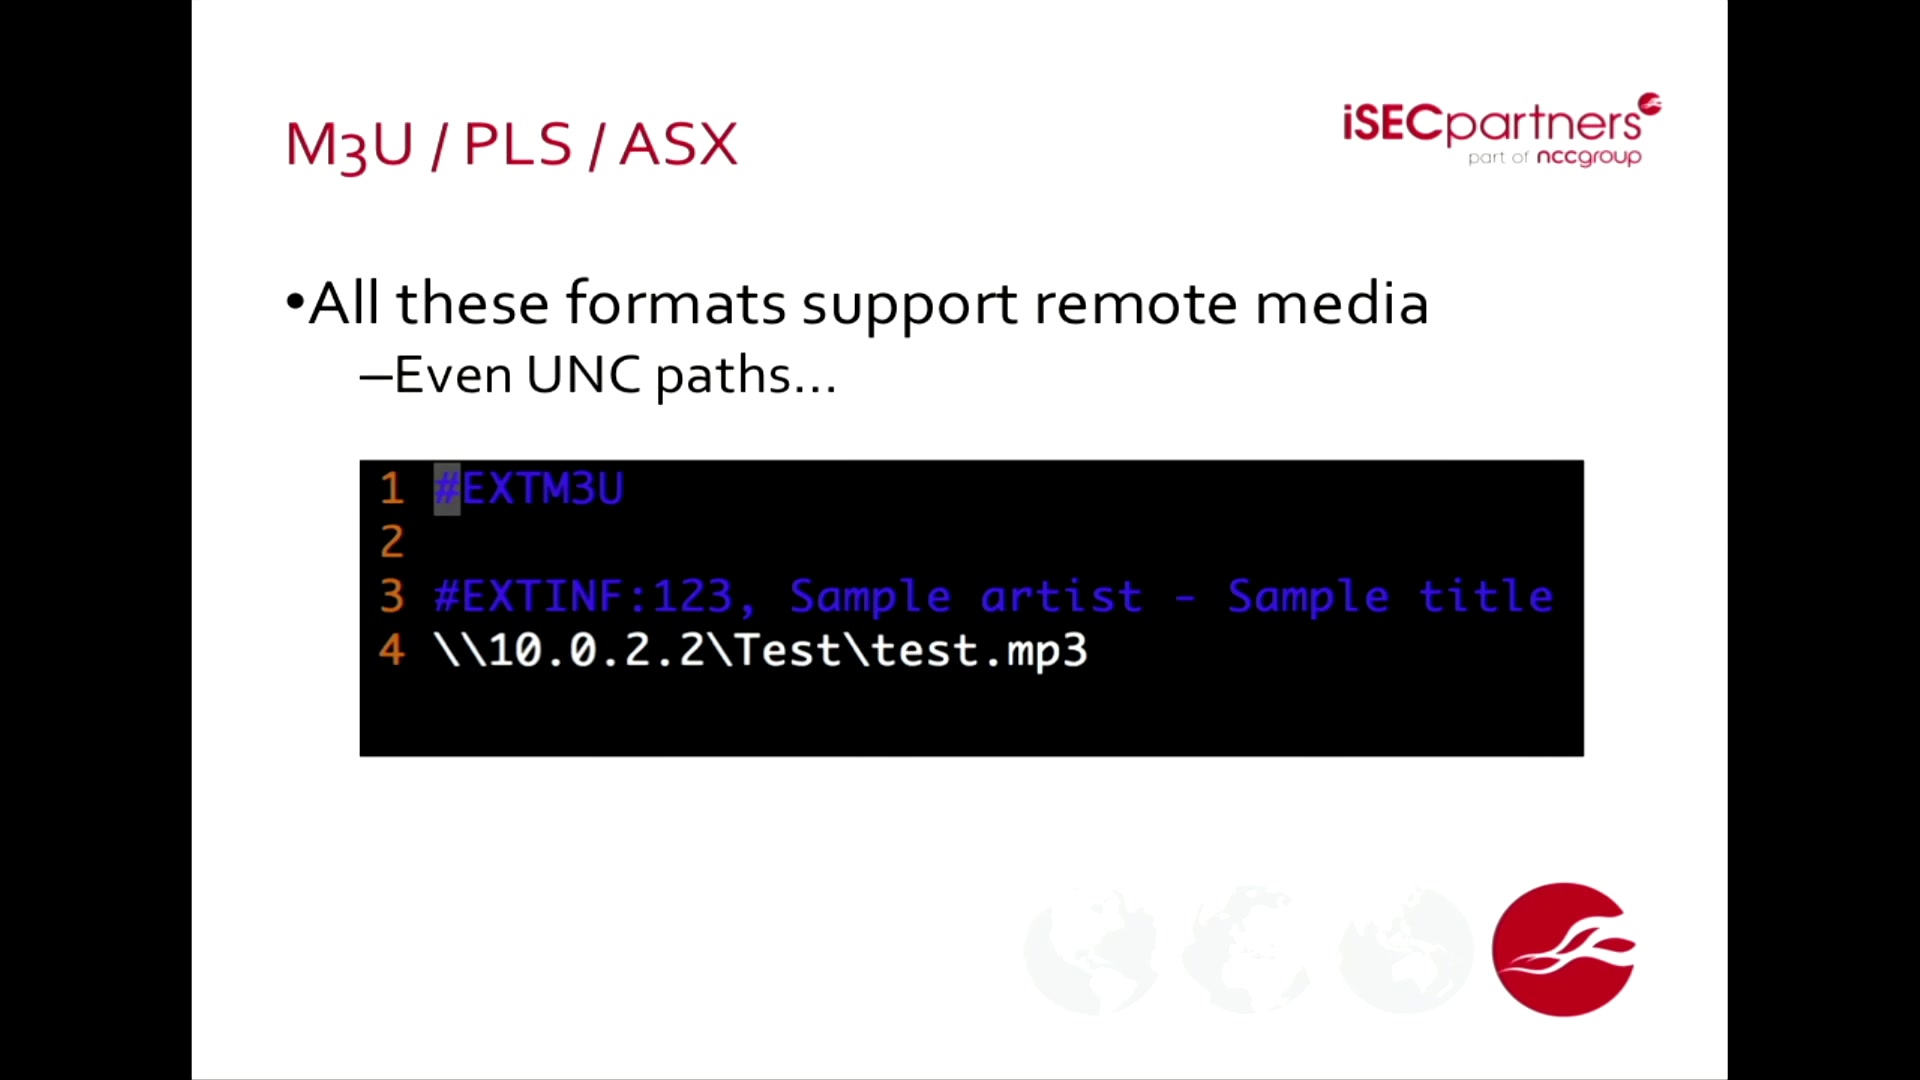 M3U / PLS / ASX
iSECpartners
part of nccgroup
•All these formats support remote media
–Even UNC paths...
1 #EXTM3U
2
3 #EXTINF:123, Sample artist - Sample title
4 \\10.0.2.2\Test\test.mp3